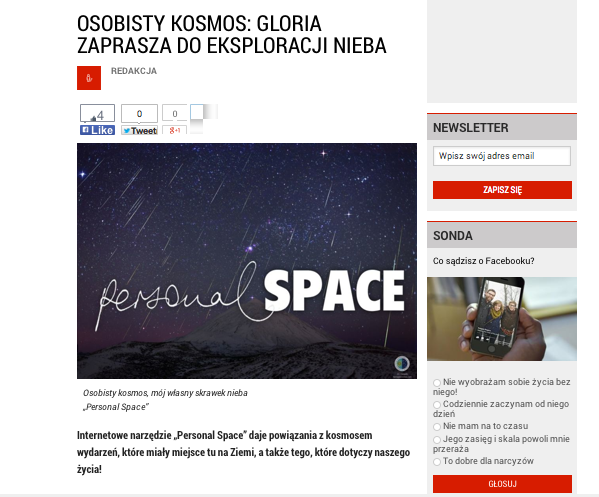 OSOBISTY KOSMOS: GLORIA
ZAPRASZA DO EKSPLORACJI NIEBA
REDAKCJA
4
0
0
Like
Tweet
g+1
personal SPACE
Osobisty kosmos, mój własny skrawek nieba
„Personal Space”
Internetowe narzędzie „Personal Space” daje powiązania z kosmosem
wydarzeń, które miały miejsce tu na Ziemi, a także tego, które dotyczy naszego
życia!
NEWSLETTER
Wpisz swój adres email
ZAPISZ SIĘ
SONDA
Co sądzisz o Facebooku?
Nie wyobrażam sobie życia bez
niego!
Codziennie zaczynam od niego
dzień
Nie mam na to czasu
Jego zasięg i skala powoli mnie
przeraża
To dobre dla narcyzów
GŁOSUJ